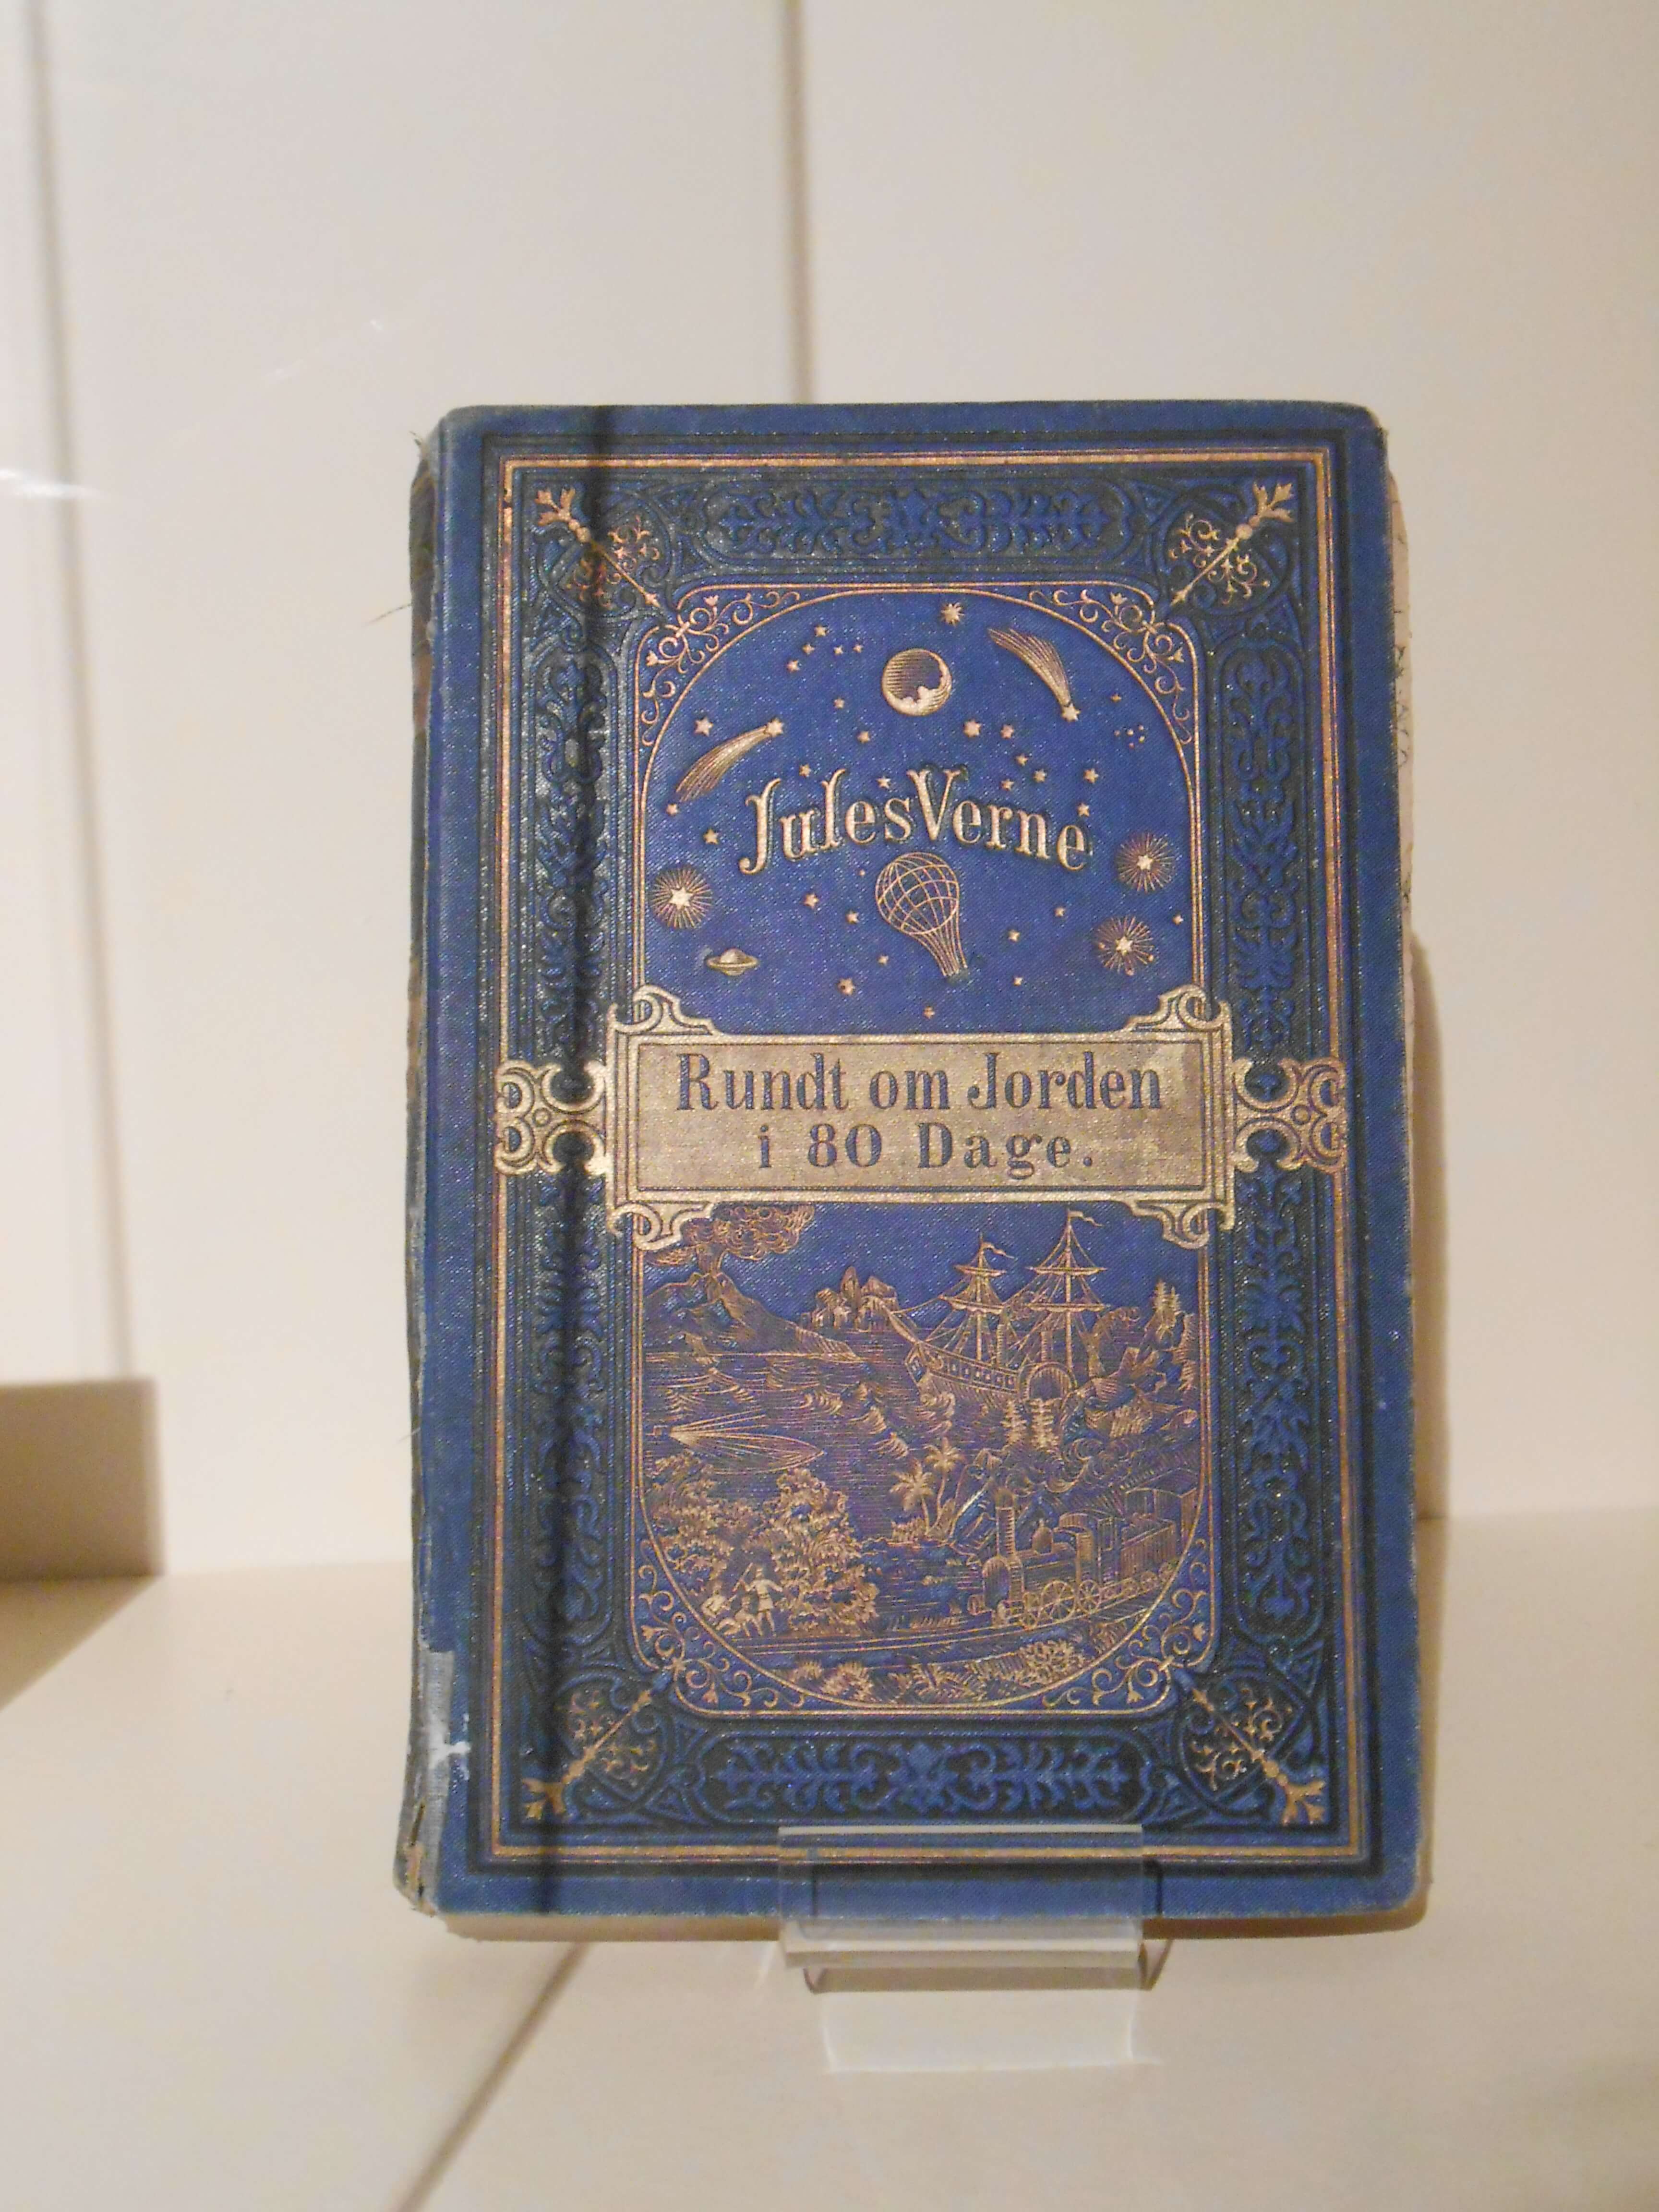 Jules Verne
Rundt om Jorden
i 80 Dage.